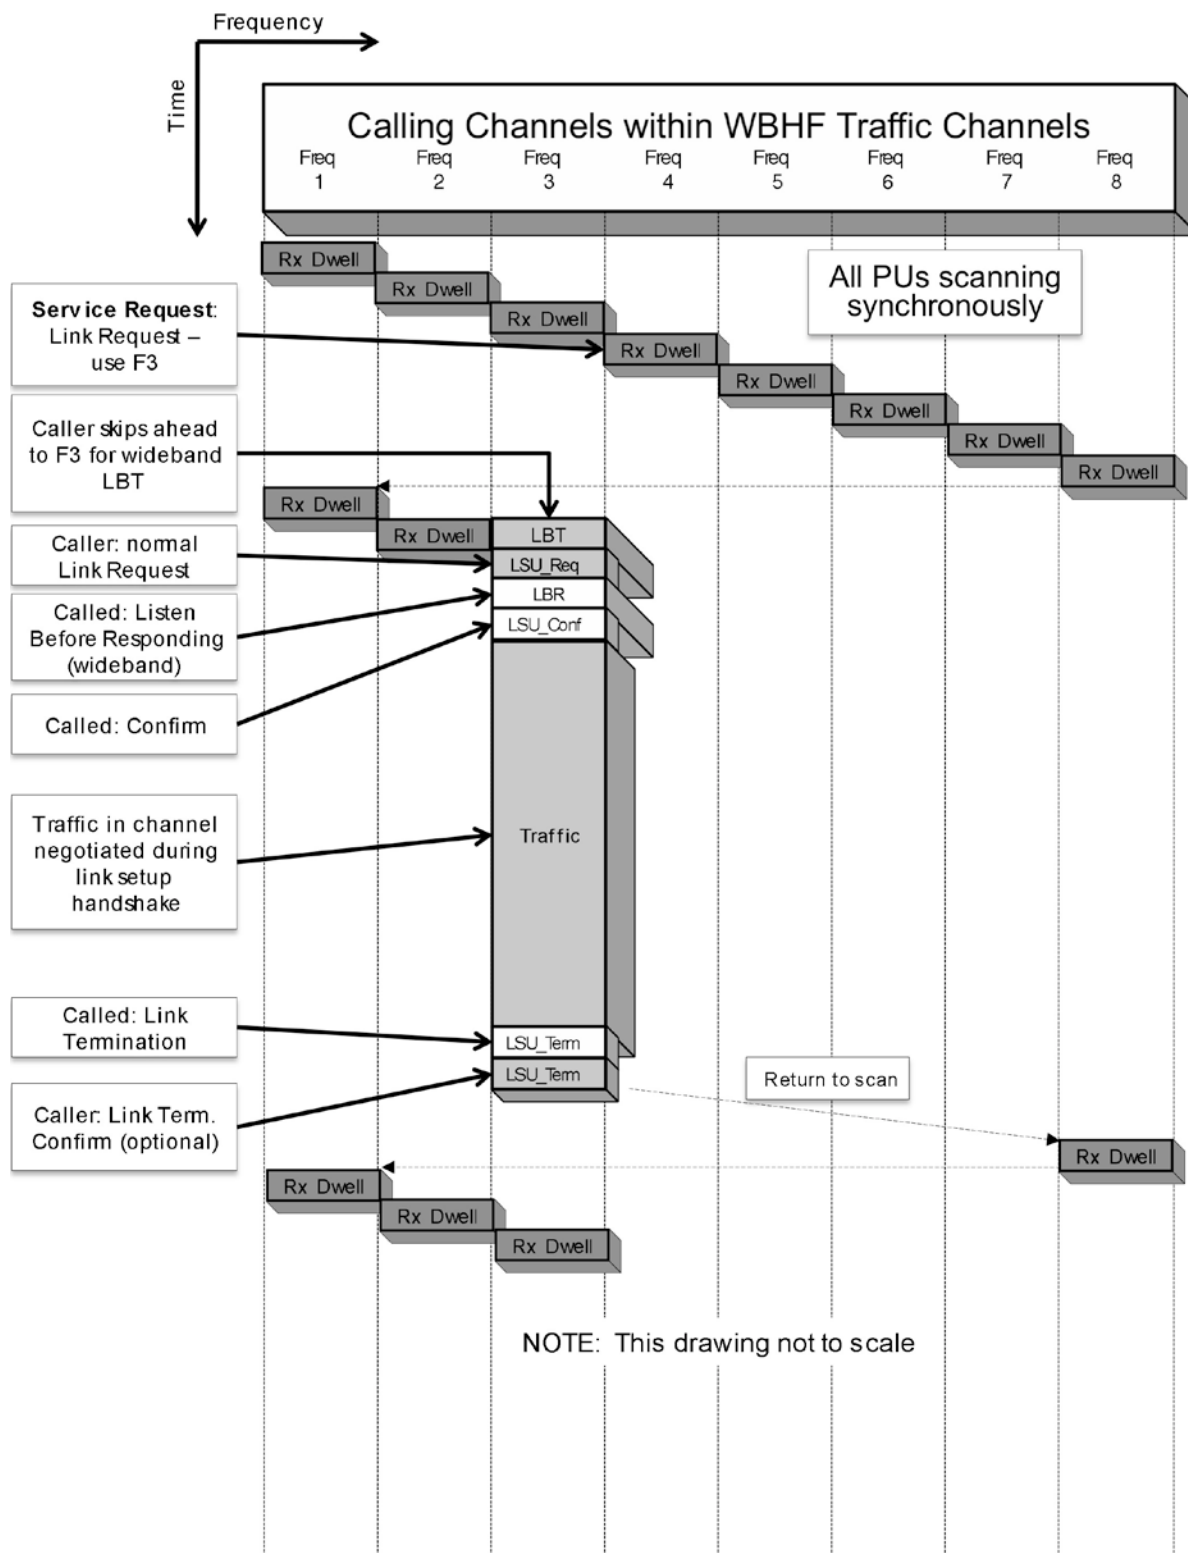 Frequency
Time
Calling Channels within WBHF Traffic Channels
Freq Freq Freq Freq Freq Freq Freq Freq
1 2 3 4 5 6 7 8
Rx Dwell
All PUs scanning
synchronously
Rx Dwell
Service Request:
Link Request –
use F3
Rx Dwell
Rx Dwell
Rx Dwell
Rx Dwell
Rx Dwell
Rx Dwell
Caller skips ahead
to F3 for wideband
LBT
Rx Dwell
Rx Dwell
LBT
Caller: normal
Link Request
LSU_Req
LBR
Called: Listen
Before Responding
(wideband)
LSU_Conf
Called: Confirm
Traffic in channel
negotiated during
link setup
handshake
Traffic
Called: Link
Termination
LSU_Term
LSU_Term
Return to scan
Caller: Link Term.
Confirm (optional)
Rx Dwell
Rx Dwell
Rx Dwell
Rx Dwell
NOTE: This drawing not to scale